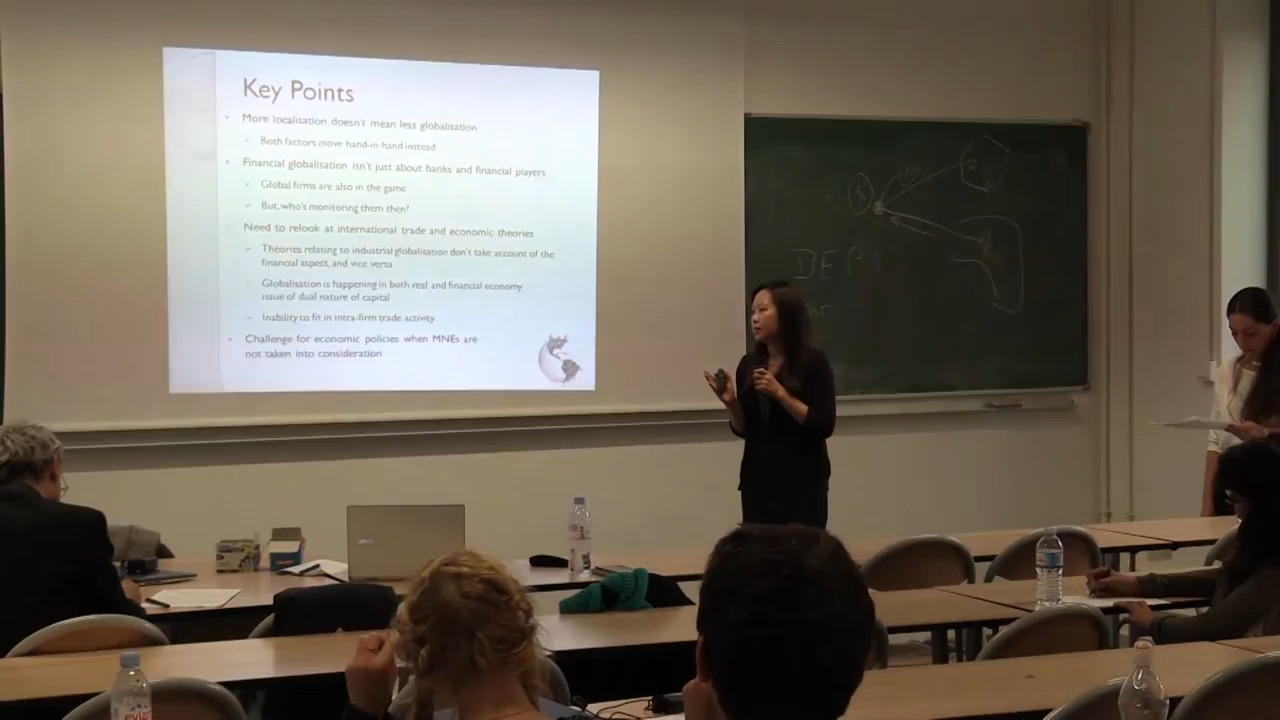 Key Points
More localisation doesn't mean less globalisation
Both factors move hand-in-hand instead
Financial globalisation isn't just about banks and financial players
Global firms are also in the game
But, who's monitoring them then?
Need to relook at international trade and economic theories
Theories relating to industrial globalisation don't take account of the
financial aspect, and vice versa
Globalisation is happening in both real and financial economy
issue of dual nature of capital
Inability to fit in intra-firm trade activity
Challenge for economic policies when MNEs are
not taken into consideration
BEP
evian